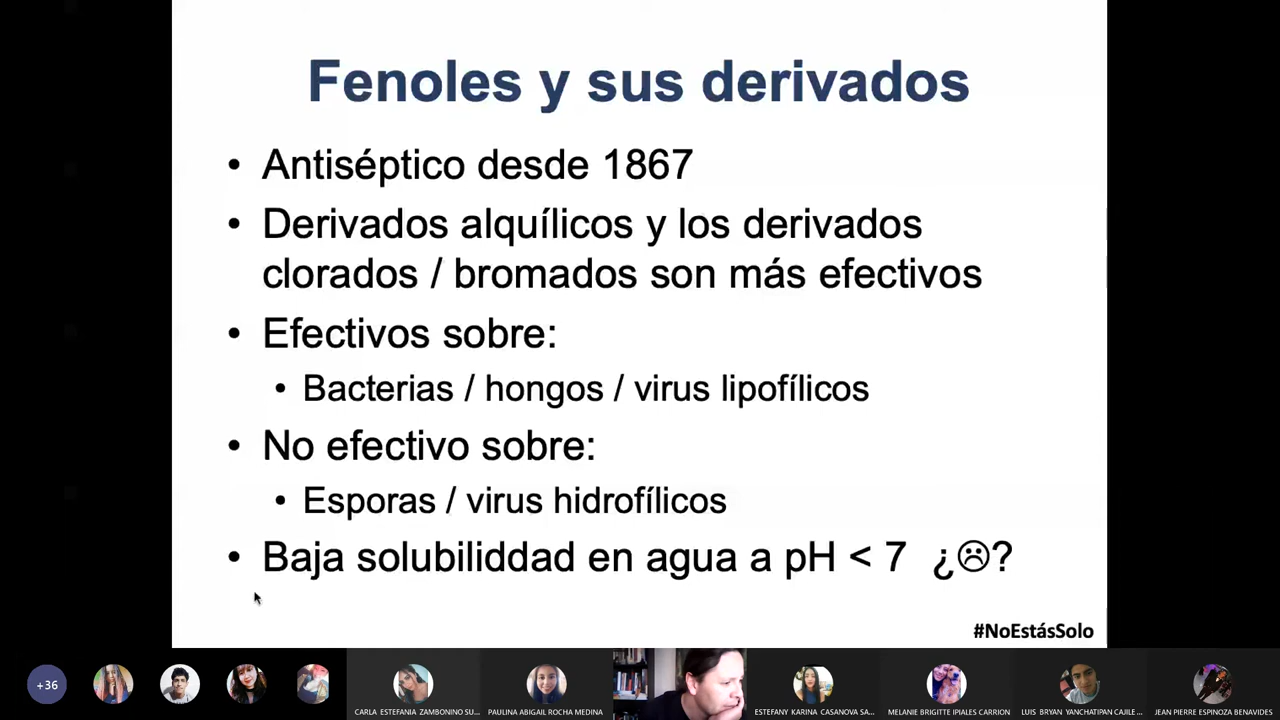 Fenoles y sus derivados
• Antiséptico desde 1867
• Derivados alquílicos y los derivados
clorados / bromados son más efectivos
• Efectivos sobre:
• Bacterias / hongos / virus lipofílicos
• No efectivo sobre:
• Esporas / virus hidrofílicos
• Baja solubiliddad en agua a pH < 7 ¿☹?
#NoEstásSolo
+36
CARLA ESTEFANIA ZAMBONINO SU...
PAULINA ABIGAIL ROCHA MEDINA
ESTEFANY KARINA CASANOVA SA...
MELANIE BRIGITTE IPIALES CARRION
LUIS BRYAN YANCHATIPAN CAJILE...
JEAN PIERRE ESPINOZA BENAVIDES